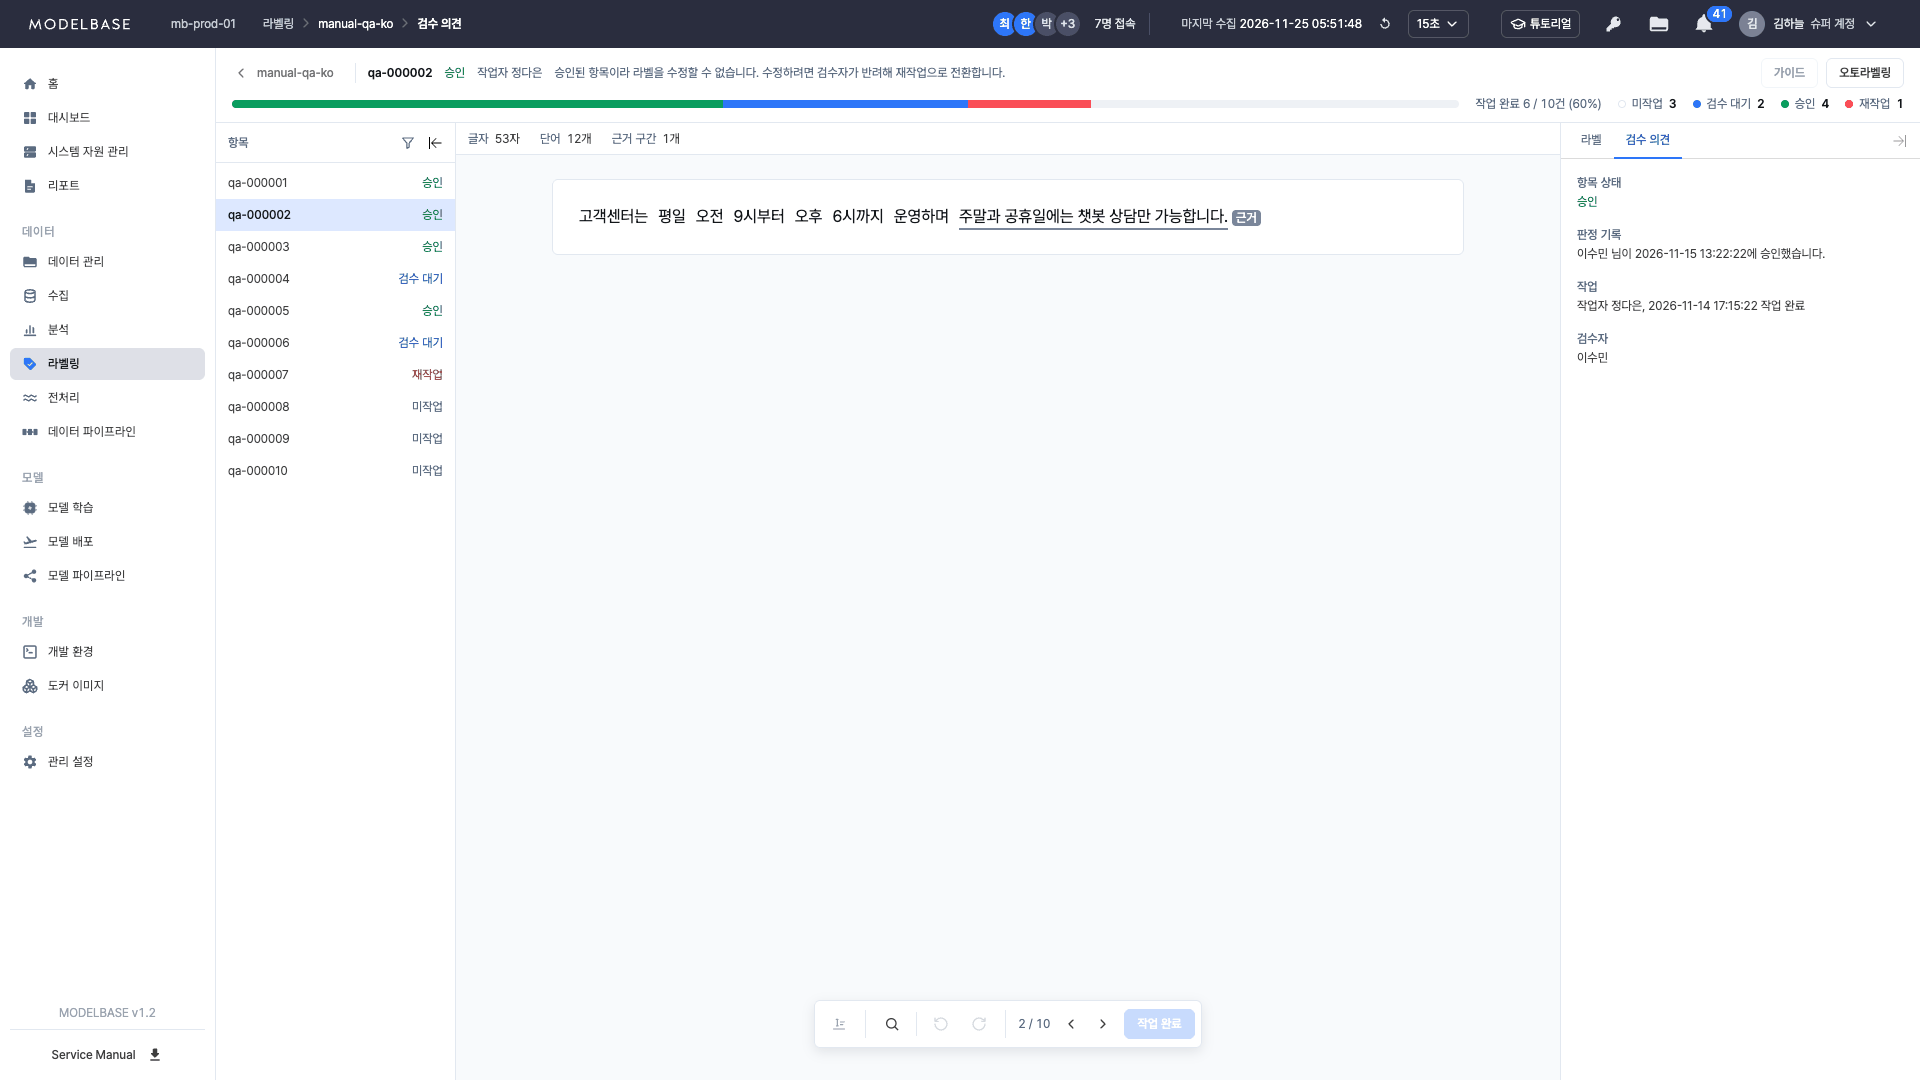 MODELBASE
mb-prod-01
라벨링 > manual-qa-ko > 검수 의견
최 한 박 +3 7명 접속
마지막 수집 2026-11-25 05:51:48
15초
튜토리얼
41
김 김하늘 슈퍼 계정
홈
대시보드
시스템 자원 관리
리포트
데이터
데이터 관리
수집
분석
라벨링
전처리
데이터 파이프라인
모델
모델 학습
모델 배포
모델 파이프라인
개발
개발 환경
도커 이미지
설정
관리 설정
MODELBASE v1.2
Service Manual
manual-qa-ko
qa-000002 승인 작업자 정다은 승인된 항목이라 라벨을 수정할 수 없습니다. 수정하려면 검수자가 반려해 재작업으로 전환합니다.
가이드
오토라벨링
작업 완료 6 / 10건 (60%) 미작업 3 검수 대기 2 승인 4 재작업 1
항목
qa-000001 승인
qa-000002 승인
qa-000003 승인
qa-000004 검수 대기
qa-000005 승인
qa-000006 검수 대기
qa-000007 재작업
qa-000008 미작업
qa-000009 미작업
qa-000010 미작업
글자 53자 단어 12개 근거 구간 1개
고객센터는 평일 오전 9시부터 오후 6시까지 운영하며 주말과 공휴일에는 챗봇 상담만 가능합니다. 근거
2 / 10
작업 완료
라벨 검수 의견
항목 상태
승인
판정 기록
이수민 님이 2026-11-15 13:22:22에 승인했습니다.
작업
작업자 정다은, 2026-11-14 17:15:22 작업 완료
검수자
이수민